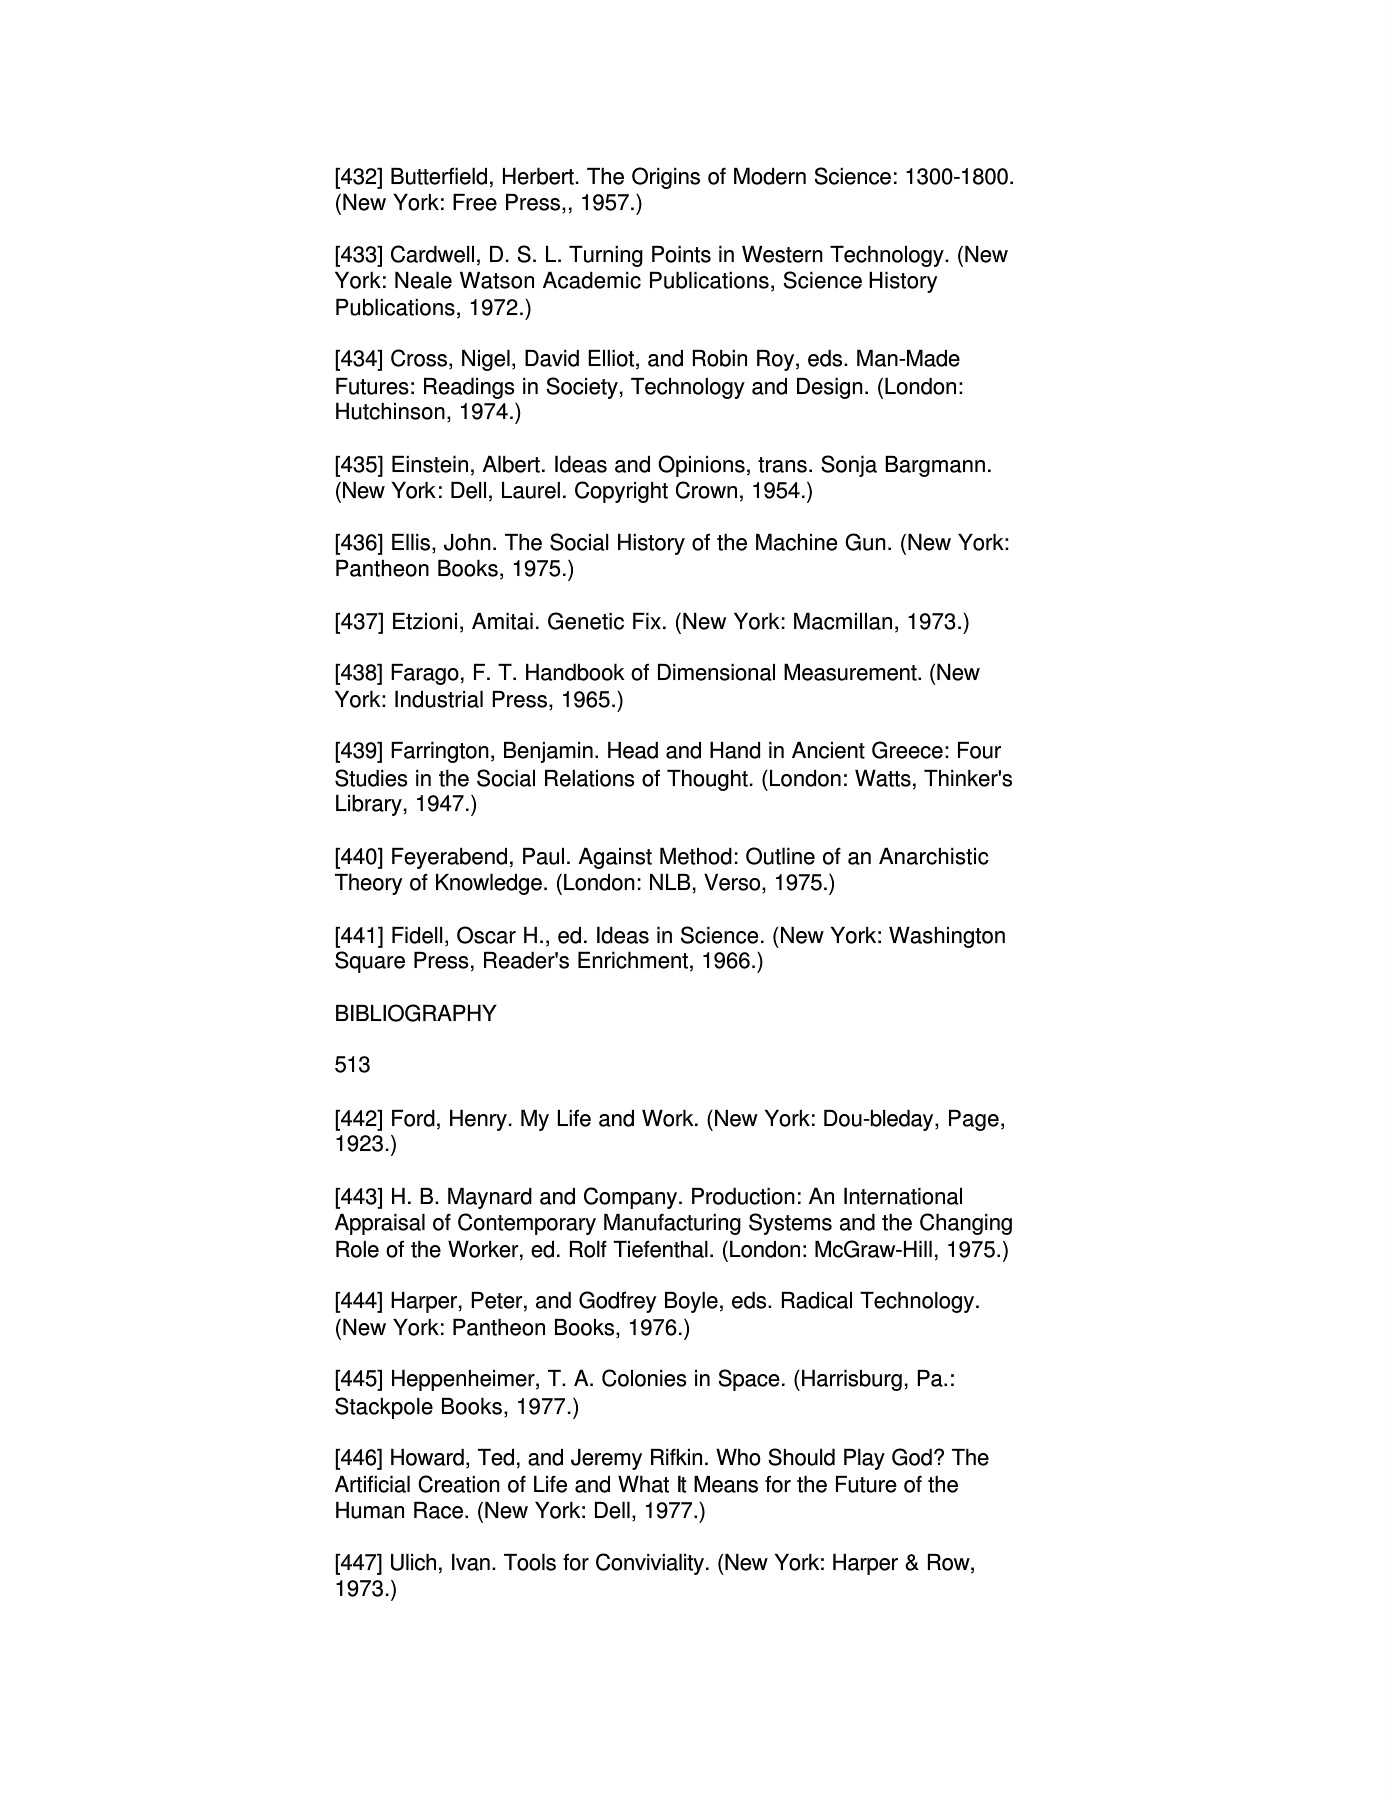 [432] Butterfield, Herbert. The Origins of Modern Science: 1300-1800.
(New York: Free Press,, 1957.)
[433] Cardwell, D. S. L. Turning Points in Western Technology. (New
York: Neale Watson Academic Publications, Science History
Publications, 1972.)
[434] Cross, Nigel, David Elliot, and Robin Roy, eds. Man-Made
Futures: Readings in Society, Technology and Design. (London:
Hutchinson, 1974.)
[435] Einstein, Albert. Ideas and Opinions, trans. Sonja Bargmann.
(New York: Dell, Laurel. Copyright Crown, 1954.)
[436] Ellis, John. The Social History of the Machine Gun. (New York:
Pantheon Books, 1975.)
[437] Etzioni, Amitai. Genetic Fix. (New York: Macmillan, 1973.)
[438] Farago, F. T. Handbook of Dimensional Measurement. (New
York: Industrial Press, 1965.)
[439] Farrington, Benjamin. Head and Hand in Ancient Greece: Four
Studies in the Social Relations of Thought. (London: Watts, Thinker's
Library, 1947.)
[440] Feyerabend, Paul. Against Method: Outline of an Anarchistic
Theory of Knowledge. (London: NLB, Verso, 1975.)
[441] Fidell, Oscar H., ed. Ideas in Science. (New York: Washington
Square Press, Reader's Enrichment, 1966.)
BIBLIOGRAPHY
513
[442] Ford, Henry. My Life and Work. (New York: Dou-bleday, Page,
1923.)
[443] H. B. Maynard and Company. Production: An International
Appraisal of Contemporary Manufacturing Systems and the Changing
Role of the Worker, ed. Rolf Tiefenthal. (London: McGraw-Hill, 1975.)
[444] Harper, Peter, and Godfrey Boyle, eds. Radical Technology.
(New York: Pantheon Books, 1976.)
[445] Heppenheimer, T. A. Colonies in Space. (Harrisburg, Pa.:
Stackpole Books, 1977.)
[446] Howard, Ted, and Jeremy Rifkin. Who Should Play God? The
Artificial Creation of Life and What It Means for the Future of the
Human Race. (New York: Dell, 1977.)
[447] Ulich, Ivan. Tools for Conviviality. (New York: Harper & Row,
1973.)